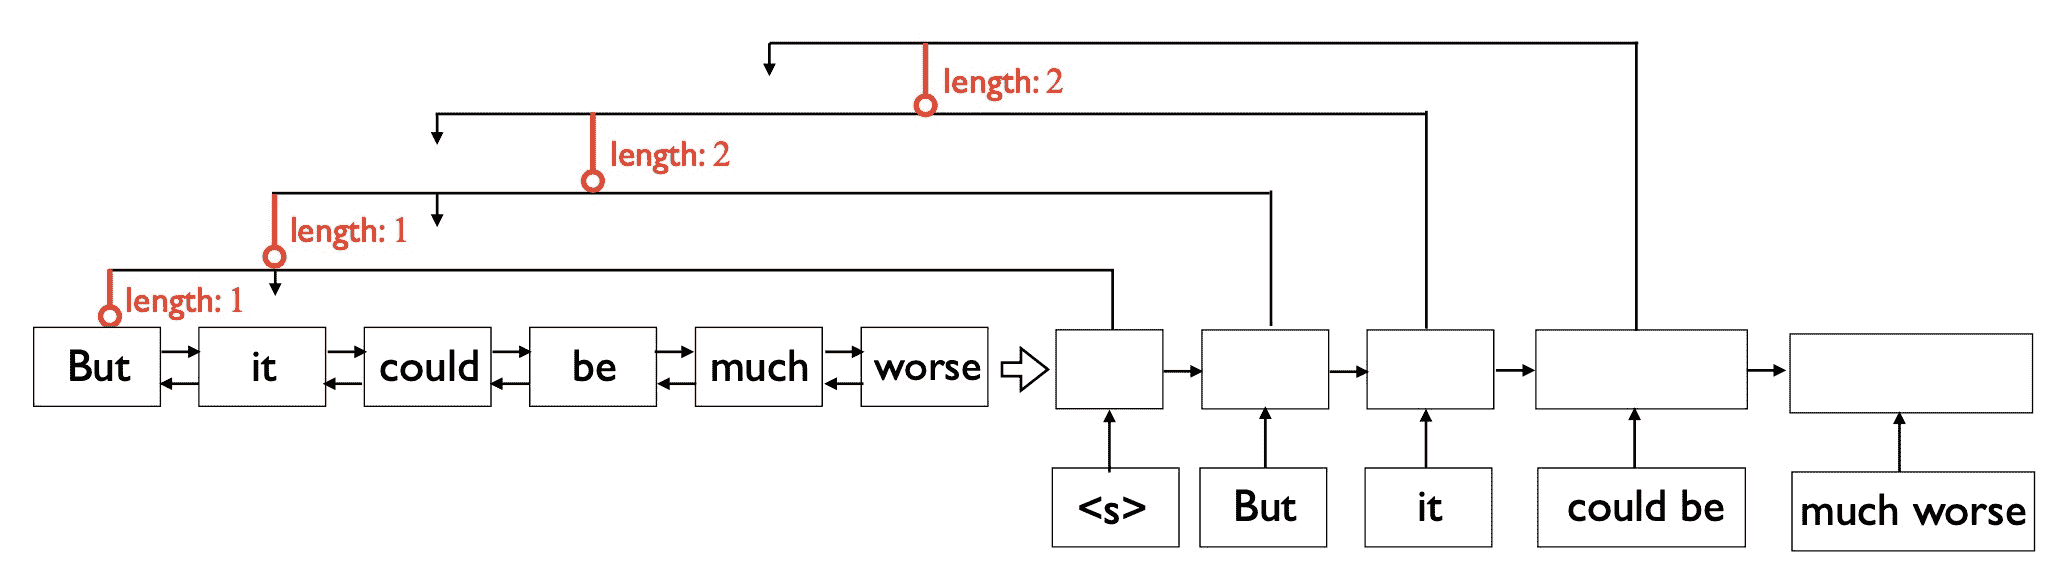 length: 2
length: 2
length: 1
length: 1
But it could be much worse
<s> But it could be much worse